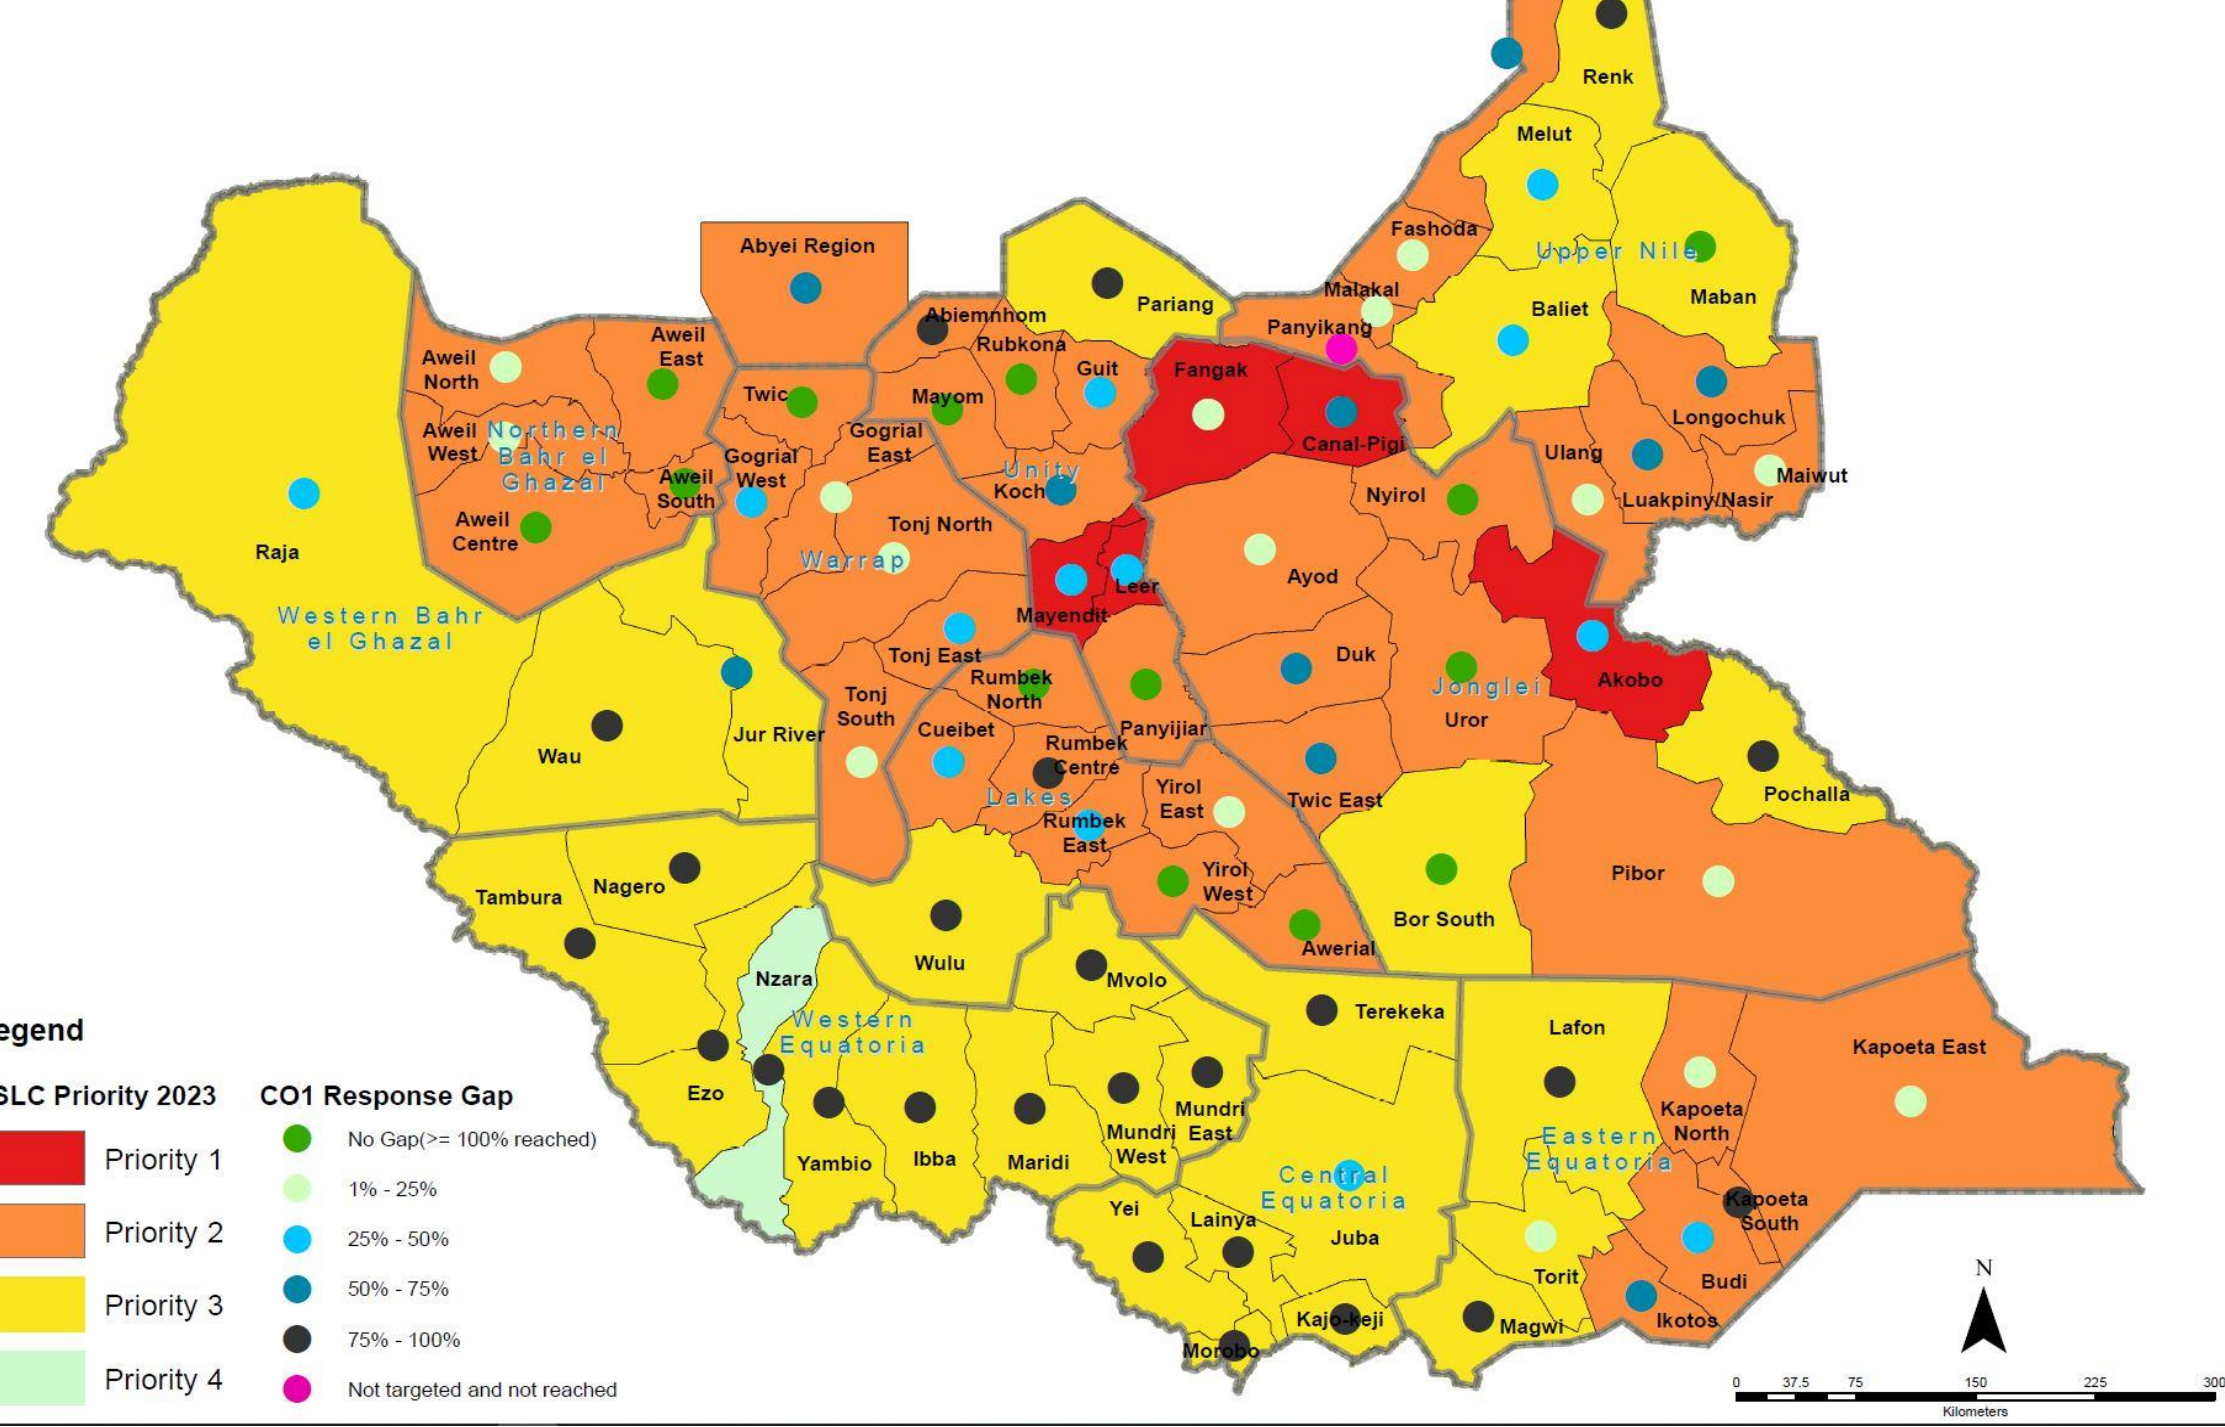 Renk
Melut
Fashoda
Upper Nile
Abyei Region
Malakal
Maban
Pariang
Baliet
Abiemnhom
Panyikang
Aweil
East
Rubkona
Aweil
North
Guit
Fangak
Twic
Mayom
Longochuk
Aweil
West
Northern
Bahr el
Ghazal
Gogrial
East
Canal-Pigi
Ulang
Gogrial
West
Unity
Koch
Maiwut
Aweil
South
Nyirol
Luakpiny/Nasir
Aweil
Centre
Tonj North
Raja
Warrap
Ayod
Leer
Western Bahr
el Ghazal
Mayendit
Tonj East
Duk
Rumbek
North
Akobo
Jonglei
Tonj
South
Uror
Cueibet
Panyijiar
Jur River
Wau
Rumbek
Centre
Lakes
Yirol
East
Twic East
Pochalla
Rumbek
East
Yirol
West
Pibor
Nagero
Tambura
Bor South
Awerial
Wulu
Nzara
Mvolo
Western
Equatoria
Terekeka
Lafon
Kapoeta East
Ezo
Mundri
East
Kapoeta
North
Mundri
West
Eastern
Equatoria
Yambio
Ibba
Maridi
Central
Equatoria
Kapoeta
South
Yei
Lainya
Juba
Torit
Budi
Kajo-keji
Magwi
Ikotos
Morobo
egend
SLC Priority 2023
Priority 1
Priority 2
Priority 3
Priority 4
CO1 Response Gap
No Gap(>= 100% reached)
1% - 25%
25% - 50%
50% - 75%
75% - 100%
Not targeted and not reached
N
0 37.5 75 150 225 300
Kilometers